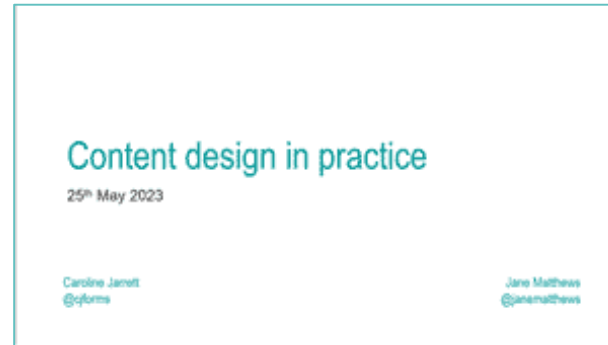 Content design in practice
25th May 2023
Caroline Jarrett
@cjforms
Jane Matthews
@janematthews